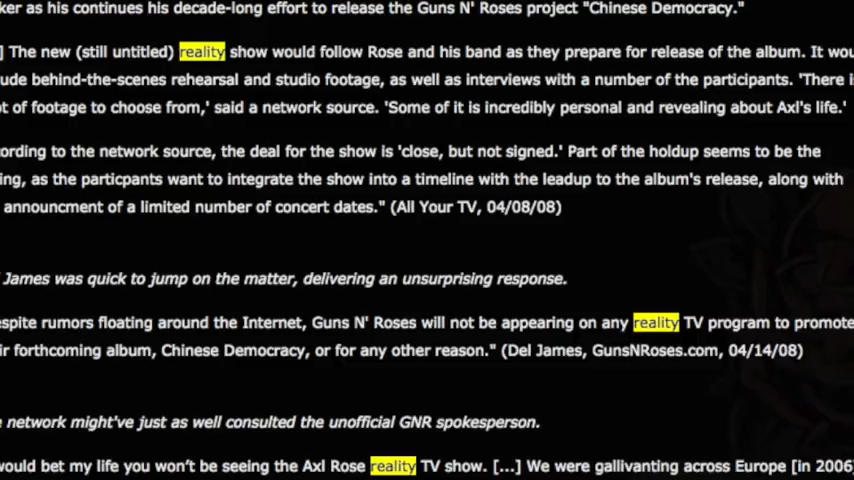 ker as his continues his decade-long effort to release the Guns N' Roses project "Chinese Democracy."
] The new (still untitled) reality show would follow Rose and his band as they prepare for release of the album. It wou
ude behind-the-scenes rehearsal and studio footage, as well as interviews with a number of the participants. 'There is
ot of footage to choose from,' said a network source. 'Some of it is incredibly personal and revealing about Axl's life.'
ording to the network source, the deal for the show is 'close, but not signed.' Part of the holdup seems to be the
ing, as the particpants want to integrate the show into a timeline with the leadup to the album's release, along with
announcment of a limited number of concert dates." (All Your TV, 04/08/08)
James was quick to jump on the matter, delivering an unsurprising response.
espite rumors floating around the Internet, Guns N' Roses will not be appearing on any reality TV program to promote
ir forthcoming album, Chinese Democracy, or for any other reason." (Del James, GunsNRoses.com, 04/14/08)
e network might've just as well consulted the unofficial GNR spokesperson.
would bet my life you won't be seeing the Axl Rose reality TV show. [...] We were gallivanting across Europe [in 2006]